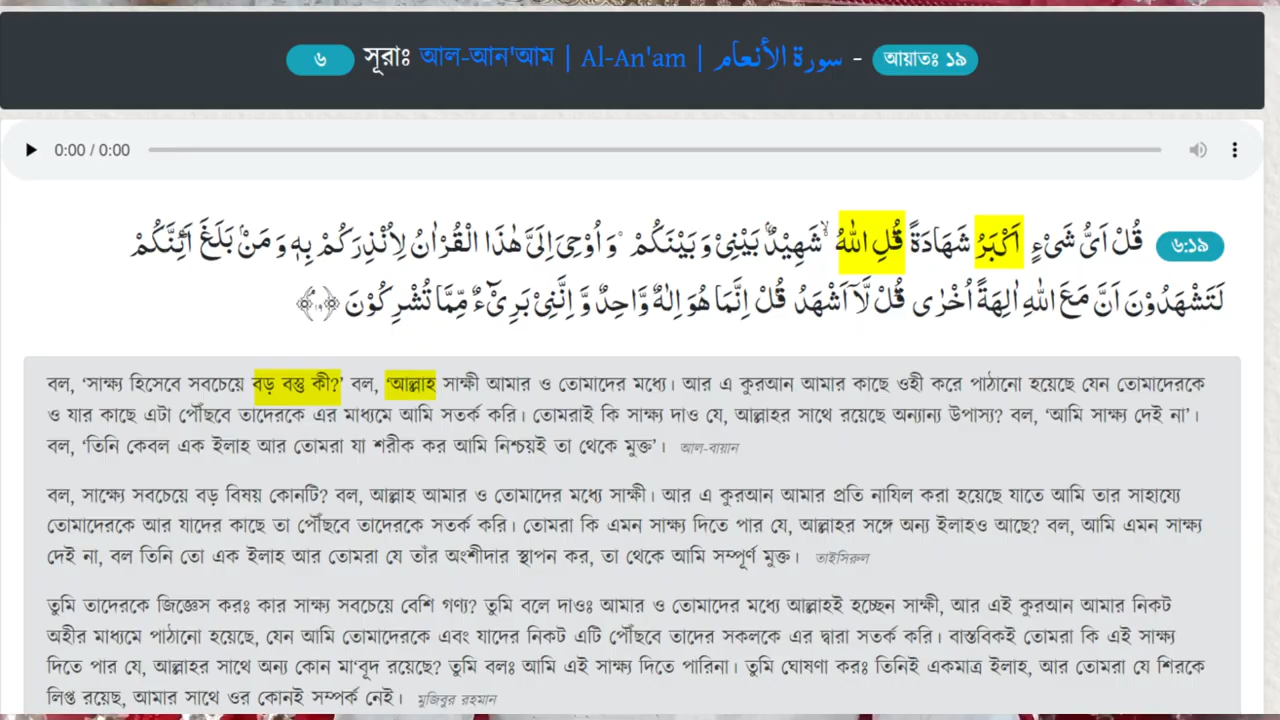 ৬ সূরাঃ আল-আন'আম | Al-An'am | سورة الأنعام - আয়াতঃ ১৯
0:00 / 0:00
৬:১৯ قُلْ اَیُّ شَیْءٍ اَكْبَرُ شَهَادَةً قُلِ اللّٰهُ ۙ۫ شَهِیْدٌۢ بَیْنِیْ وَ بَیْنَكُمْ ۫ وَ اُوْحِیَ اِلَیَّ هٰذَا الْقُرْاٰنُ لِاُنْذِرَكُمْ بِهٖ وَ مَنْۢ بَلَغَ اَئِنَّكُمْ
لَتَشْهَدُوْنَ اَنَّ مَعَ اللّٰهِ اٰلِهَةً اُخْرٰی قُلْ لَّاۤ اَشْهَدُ قُلْ اِنَّمَا هُوَ اِلٰهٌ وَّاحِدٌ وَّ اِنَّنِیْ بَرِیْٓءٌ مِّمَّا تُشْرِكُوْنَ ﴿۱۹﴾
বল, ‘সাক্ষ্য হিসেবে সবচেয়ে বড় বস্তু কী?’ বল, ‘আল্লাহ সাক্ষী আমার ও তোমাদের মধ্যে। আর এ কুরআন আমার কাছে ওহী করে পাঠানো হয়েছে যেন তোমাদেরকে
ও যার কাছে এটা পৌঁছবে তাদেরকে এর মাধ্যমে আমি সতর্ক করি। তোমরাই কি সাক্ষ্য দাও যে, আল্লাহর সাথে রয়েছে অন্যান্য উপাস্য? বল, ‘আমি সাক্ষ্য দেই না’।
বল, ‘তিনি কেবল এক ইলাহ আর তোমরা যা শরীক কর আমি নিশ্চয়ই তা থেকে মুক্ত’। আল-বায়ান
বল, সাক্ষ্যে সবচেয়ে বড় বিষয় কোনটি? বল, আল্লাহ আমার ও তোমাদের মধ্যে সাক্ষী। আর এ কুরআন আমার প্রতি নাযিল করা হয়েছে যাতে আমি তার সাহায্যে
তোমাদেরকে আর যাদের কাছে তা পৌঁছবে তাদেরকে সতর্ক করি। তোমরা কি এমন সাক্ষ্য দিতে পার যে, আল্লাহর সঙ্গে অন্য ইলাহও আছে? বল, আমি এমন সাক্ষ্য
দেই না, বল তিনি তো এক ইলাহ আর তোমরা যে তাঁর অংশীদার স্থাপন কর, তা থেকে আমি সম্পূর্ণ মুক্ত। তাইসিরুল
তুমি তাদেরকে জিজ্ঞেস করঃ কার সাক্ষ্য সবচেয়ে বেশি গণ্য? তুমি বলে দাওঃ আমার ও তোমাদের মধ্যে আল্লাহই হচ্ছেন সাক্ষী, আর এই কুরআন আমার নিকট
অহীর মাধ্যমে পাঠানো হয়েছে, যেন আমি তোমাদেরকে এবং যাদের নিকট এটি পৌঁছবে তাদের সকলকে এর দ্বারা সতর্ক করি। বাস্তবিকই তোমরা কি এই সাক্ষ্য
দিতে পার যে, আল্লাহর সাথে অন্য কোন মা‘বূদ রয়েছে? তুমি বলঃ আমি এই সাক্ষ্য দিতে পারিনা। তুমি ঘোষণা করঃ তিনিই একমাত্র ইলাহ, আর তোমরা যে শিরকে
লিপ্ত রয়েছ, আমার সাথে ওর কোনই সম্পর্ক নেই। মুজিবুর রহমান